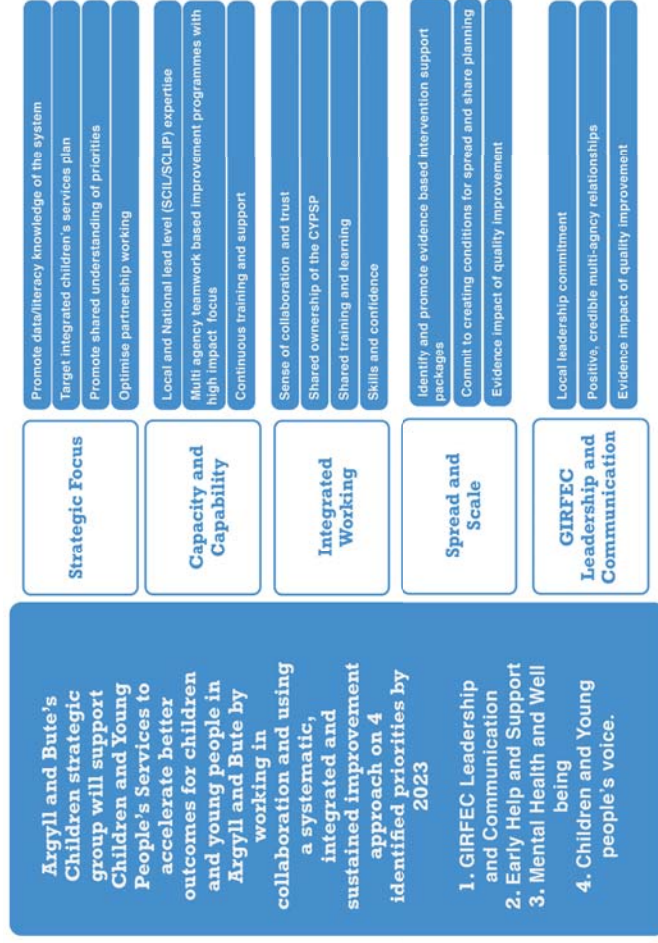 Argyll and Bute's
Children strategic
group will support
Children and Young
People's Services to
accelerate better
outcomes for children
and young people in
Argyll and Bute by
working in
collaboration and using
a systematic,
integrated and
sustained improvement
approach on 4
identified priorities by
2023
1. GIRFEC Leadership
and Communication
2. Early Help and Support
3. Mental Health and Well
being
4. Children and Young
people's voice.
Strategic Focus
Promote data/literacy knowledge of the system
Target integrated children's services plan
Promote shared understanding of priorities
Optimise partnership working
Capacity and
Capability
Local and National lead level (SCIL/SCLIP) expertise
Multi agency teamwork based improvement programmes with
high impact focus
Continuous training and support
Integrated
Working
Sense of collaboration and trust
Shared ownership of the CYPSP
Shared training and learning
Skills and confidence
Spread and
Scale
Identify and promote evidence based intervention support
packages
Commit to creating conditions for spread and share planning
Evidence impact of quality improvement
GIRFEC
Leadership and
Communication
Local leadership commitment
Positive, credible multi-agncy relationships
Evidence impact of quality improvement